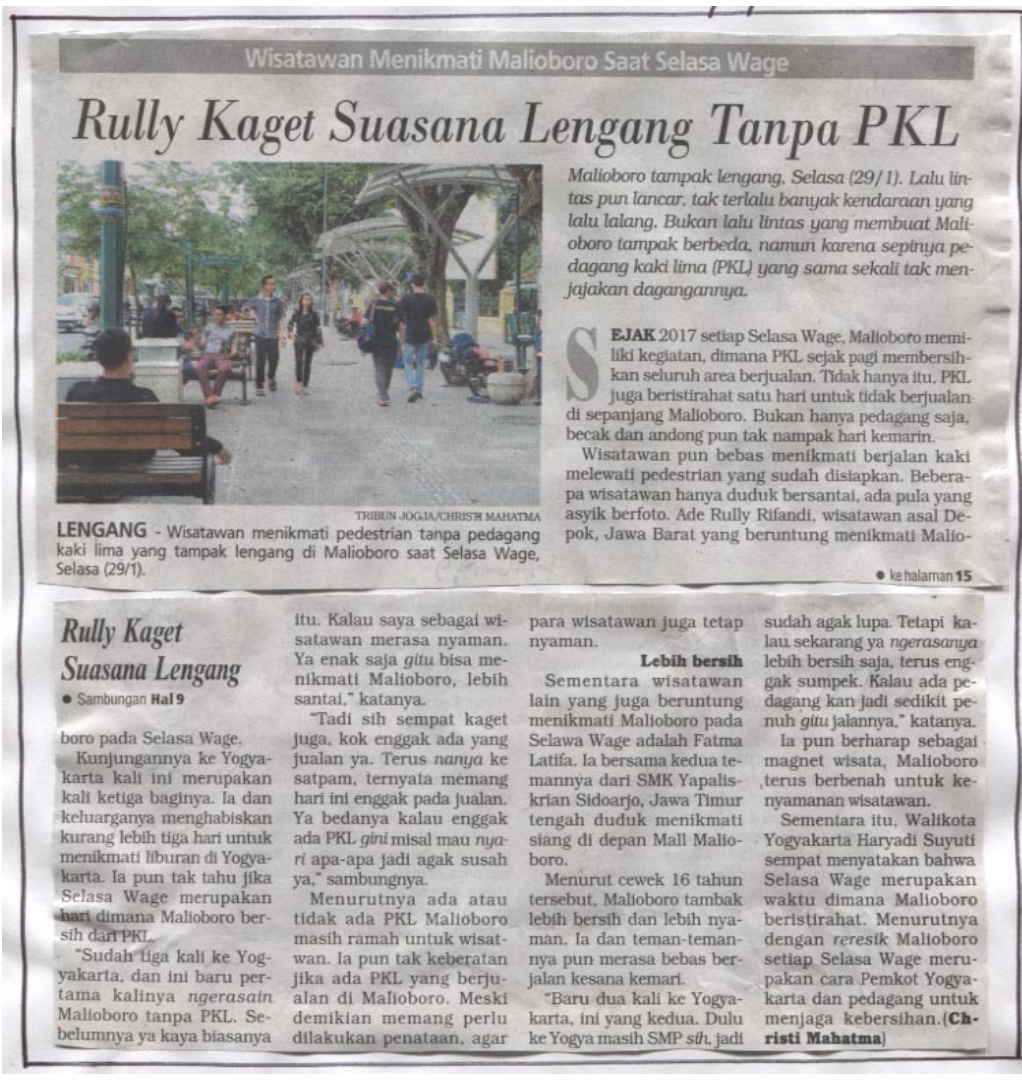 Wisatawan Menikmati Malioboro Saat Selasa Wage
Rully Kaget Suasana Lengang Tanpa PKL
TRIBUN JOGJA/CHRISTI MAHATMA
LENGANG - Wisatawan menikmati pedestrian tanpa pedagang
kaki lima yang tampak lengang di Malioboro saat Selasa Wage,
Selasa (29/1).
Malioboro tampak lengang, Selasa (29/1). Lalu lin-
tas pun lancar, tak terlalu banyak kendaraan yang
lalu lalang. Bukan lalu lintas yang membuat Mali-
oboro tampak berbeda, namun karena sepinya pe-
dagang kaki lima (PKL) yang sama sekali tak men-
jajakan dagangannya.
SEJAK 2017 setiap Selasa Wage, Malioboro memi-
liki kegiatan, dimana PKL sejak pagi membersih-
kan seluruh area berjualan. Tidak hanya itu, PKL
juga beristirahat satu hari untuk tidak berjualan
di sepanjang Malioboro. Bukan hanya pedagang saja,
becak dan andong pun tak nampak hari kemarin.
Wisatawan pun bebas menikmati berjalan kaki
melewati pedestrian yang sudah disiapkan. Bebera-
pa wisatawan hanya duduk bersantai, ada pula yang
asyik berfoto. Ade Rully Rifandi, wisatawan asal De-
pok, Jawa Barat yang beruntung menikmati Malio-
● ke halaman 15
Rully Kaget
Suasana Lengang
● Sambungan Hal 9
boro pada Selasa Wage.
Kunjungannya ke Yogya-
karta kali ini merupakan
kali ketiga baginya. Ia dan
keluarganya menghabiskan
kurang lebih tiga hari untuk
menikmati liburan di Yogya-
karta. Ia pun tak tahu jika
Selasa Wage merupakan
hari dimana Malioboro ber-
sih dari PKL.
"Sudah tiga kali ke Yog-
yakarta, dan ini baru per-
tama kalinya ngerasain
Malioboro tanpa PKL. Se-
belumnya ya kaya biasanya
itu. Kalau saya sebagai wi-
satawan merasa nyaman.
Ya enak saja gitu bisa me-
nikmati Malioboro, lebih
santai," katanya.
"Tadi sih sempat kaget
juga, kok enggak ada yang
jualan ya. Terus nanya ke
satpam, ternyata memang
hari ini enggak pada jualan.
Ya bedanya kalau enggak
ada PKL gini misal mau nya-
ri apa-apa jadi agak susah
ya," sambungnya.
Menurutnya ada atau
tidak ada PKL Malioboro
masih ramah untuk wisat-
wan. Ia pun tak keberatan
jika ada PKL yang berju-
alan di Malioboro. Meski
demikian memang perlu
dilakukan penataan, agar
para wisatawan juga tetap
nyaman.
Lebih bersih
Sementara wisatawan
lain yang juga beruntung
menikmati Malioboro pada
Selawa Wage adalah Fatma
Latifa. Ia bersama kedua te-
mannya dari SMK Yapalis-
krian Sidoarjo, Jawa Timur
tengah duduk menikmati
siang di depan Mall Malio-
boro.
Menurut cewek 16 tahun
tersebut, Malioboro tambak
lebih bersih dan lebih nya-
man. Ia dan teman-teman-
nya pun merasa bebas ber-
jalan kesana kemari.
"Baru dua kali ke Yogya-
karta, ini yang kedua. Dulu
ke Yogya masih SMP sih, jadi
sudah agak lupa. Tetapi ka-
lau sekarang ya ngerasanya
lebih bersih saja, terus eng-
gak sumpek. Kalau ada pe-
dagang kan jadi sedikit pe-
nuh gitu jalannya," katanya.
Ia pun berharap sebagai
magnet wisata, Malioboro
terus berbenah untuk ke-
nyamanan wisatawan.
Sementara itu, Walikota
Yogyakarta Haryadi Suyuti
sempat menyatakan bahwa
Selasa Wage merupakan
waktu dimana Malioboro
beristirahat. Menurutnya
dengan reresik Malioboro
setiap Selasa Wage meru-
pakan cara Pemkot Yogya-
karta dan pedagang untuk
menjaga kebersihan.(Ch-
risti Mahatma)